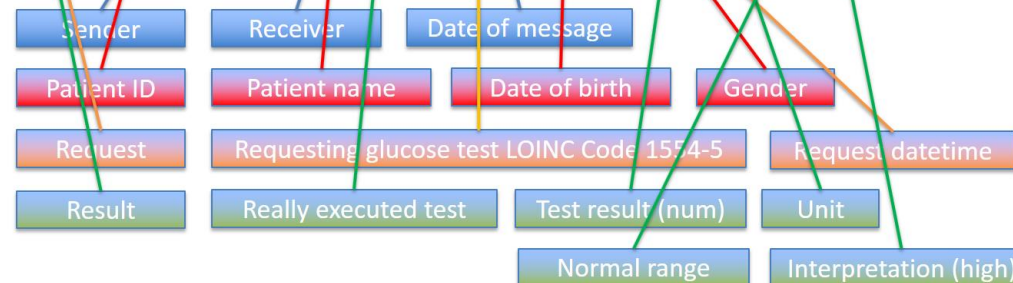 Sender Receiver Date of message
Patient ID Patient name Date of birth Gender
Request Requesting glucose test LOINC Code 1554-5 Request datetime
Result Really executed test Test result (num) Unit
Normal range Interpretation (high)